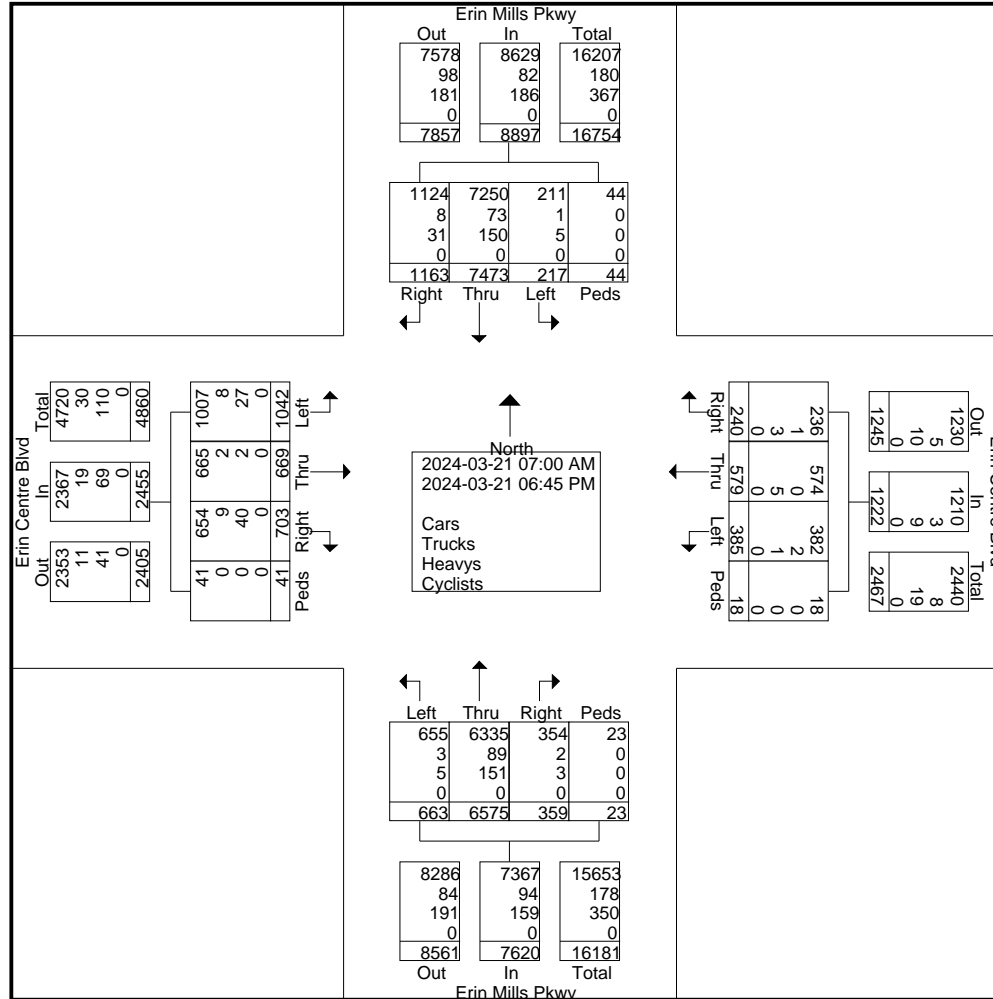 Erin Mills Pkwy
Out In Total
7578 8629 16207
98 82 180
181 186 367
0 0 0
7857 8897 16754
1124 7250 211 44
8 73 1 0
31 150 5 0
0 0 0 0
1163 7473 217 44
Right Thru Left Peds
Erin Centre Blvd
Total
4720
30
110
0
4860
In
2367
19
69
0
2455
Out
2353
11
41
0
2405
1007
8
27
0
1042
Left
665
2
2
0
669
Thru
654
9
40
0
703
Right
41
0
0
0
41
Peds
North
2024-03-21 07:00 AM
2024-03-21 06:45 PM
Cars
Trucks
Heavys
Cyclists
Right
236
1
3
0
240
Thru
574
0
5
0
579
Left
382
2
1
0
385
Peds
18
0
0
0
18
Out
1230
5
10
0
1245
In
1210
3
9
0
1222
Total
2440
8
19
0
2467
Erin Centre Blvd
Left Thru Right Peds
655 6335 354 23
3 89 2 0
5 151 3 0
0 0 0 0
663 6575 359 23
8286 7367 15653
84 94 178
191 159 350
0 0 0
8561 7620 16181
Out In Total
Erin Mills Pkwy